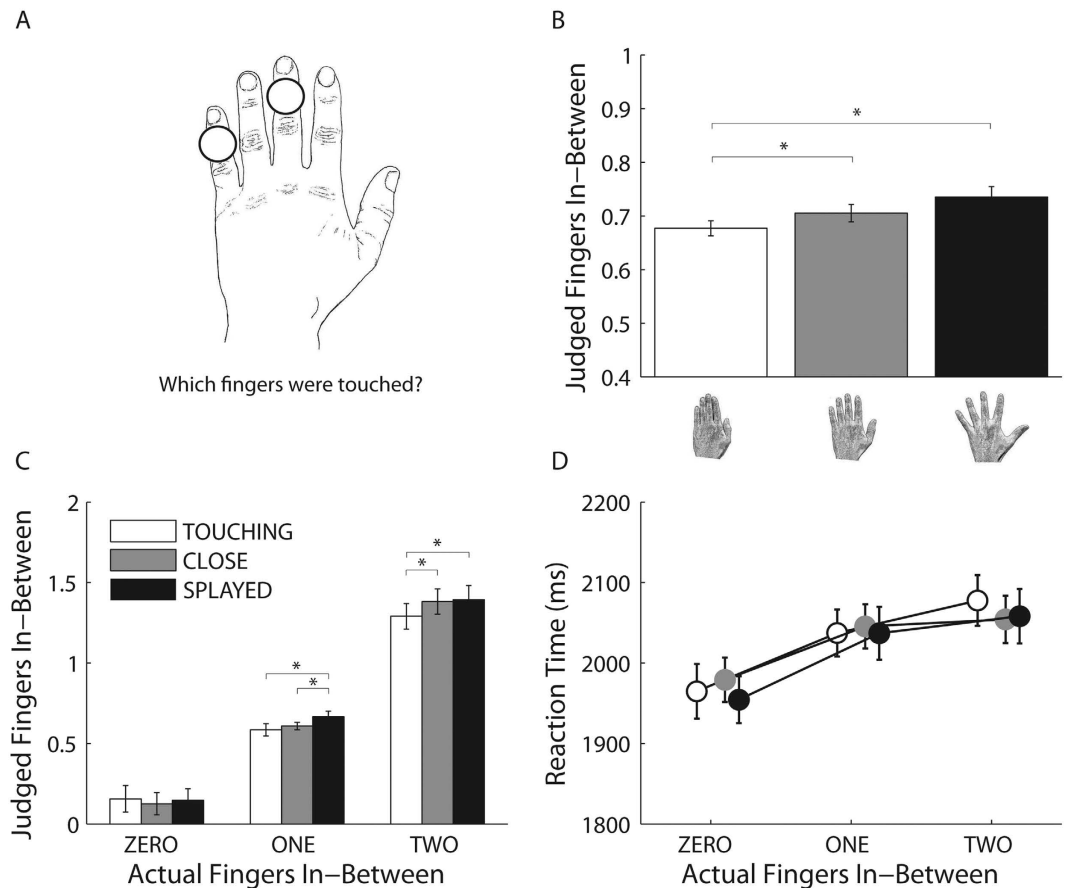 A
Which fingers were touched?
B
Judged Fingers In−Between
1
0.9
0.8
0.7
0.6
0.5
0.4
*
*
C
Judged Fingers In−Between
2
1.5
1
0.5
0
TOUCHING
CLOSE
SPLAYED
*
*
*
*
ZERO ONE TWO
Actual Fingers In−Between
D
Reaction Time (ms)
2200
2100
2000
1900
1800
ZERO ONE TWO
Actual Fingers In−Between